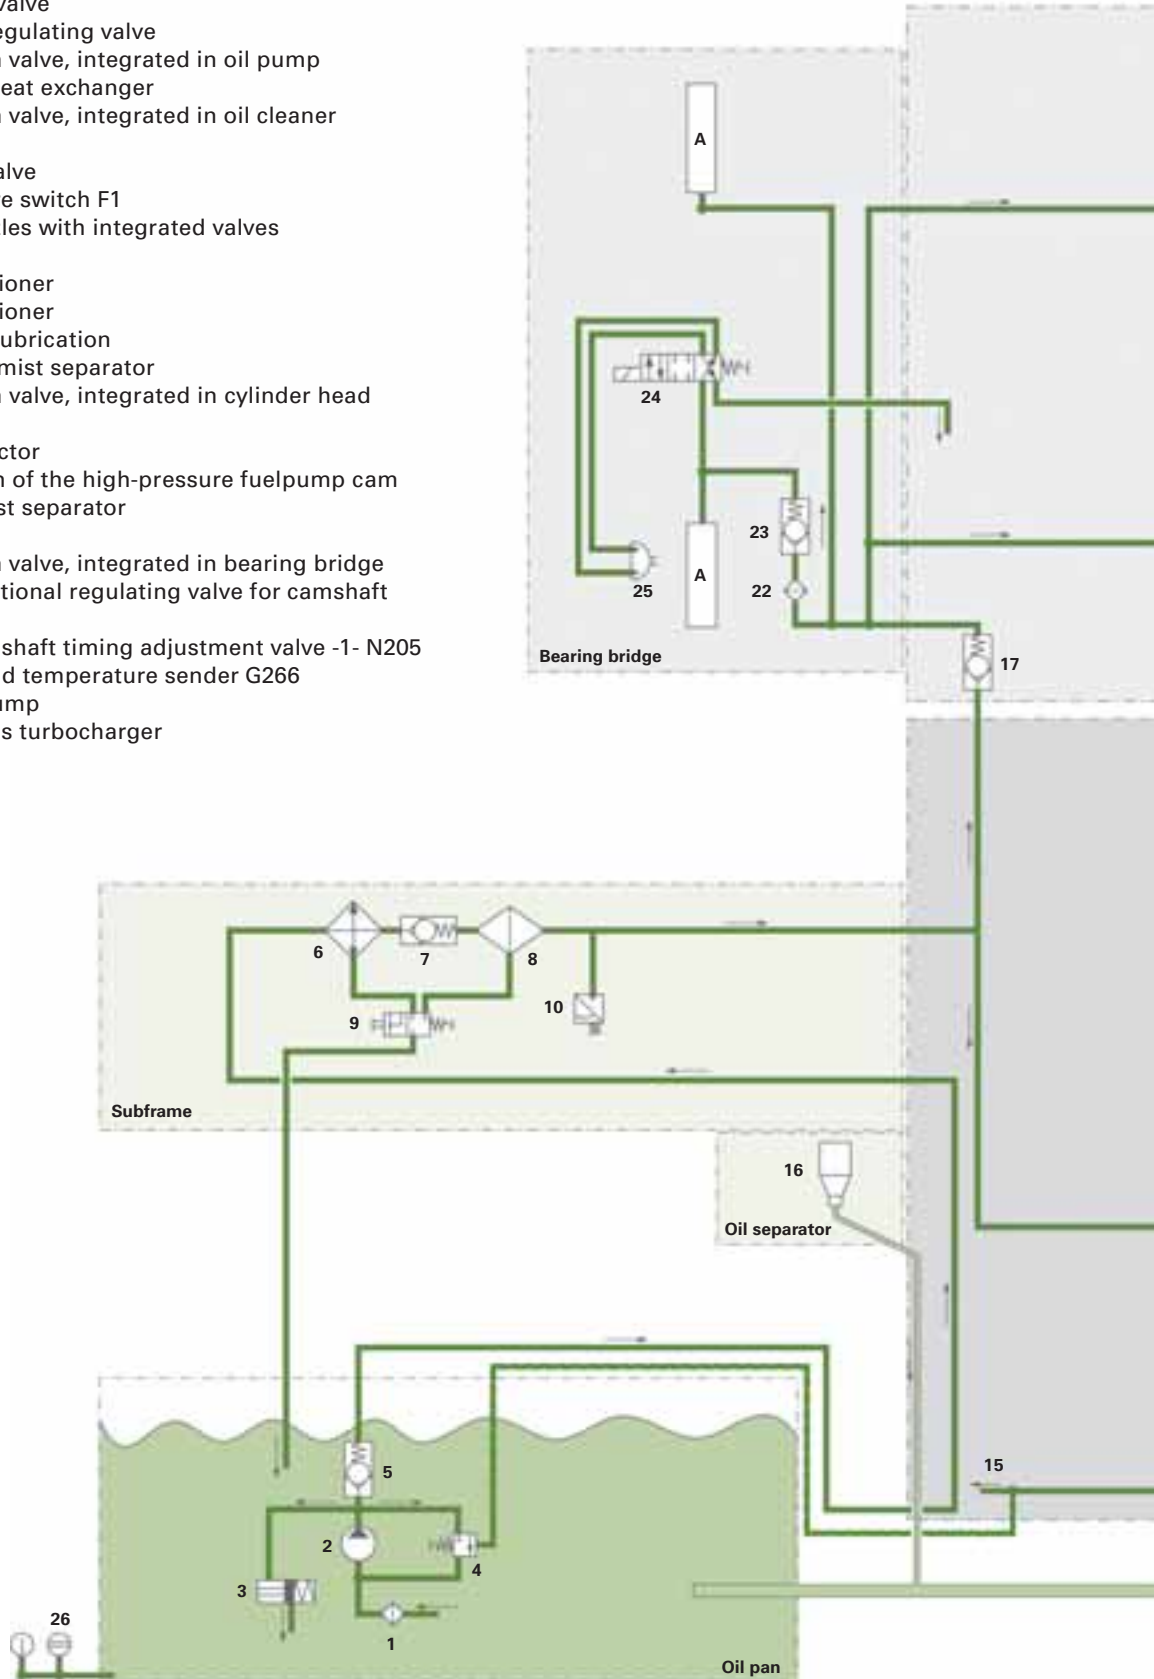 valve
egulating valve
valve, integrated in oil pump
eat exchanger
valve, integrated in oil cleaner
alve
e switch F1
les with integrated valves
ioner
ioner
ubrication
mist separator
valve, integrated in cylinder head
ctor
of the high-pressure fuelpump cam
st separator
valve, integrated in bearing bridge
tional regulating valve for camshaft
shaft timing adjustment valve -1- N205
d temperature sender G266
ump
s turbocharger
A
24
23
A
25
22
Bearing bridge
17
6
7
8
10
9
Subframe
16
Oil separator
15
5
2
4
3
26
1
Oil pan